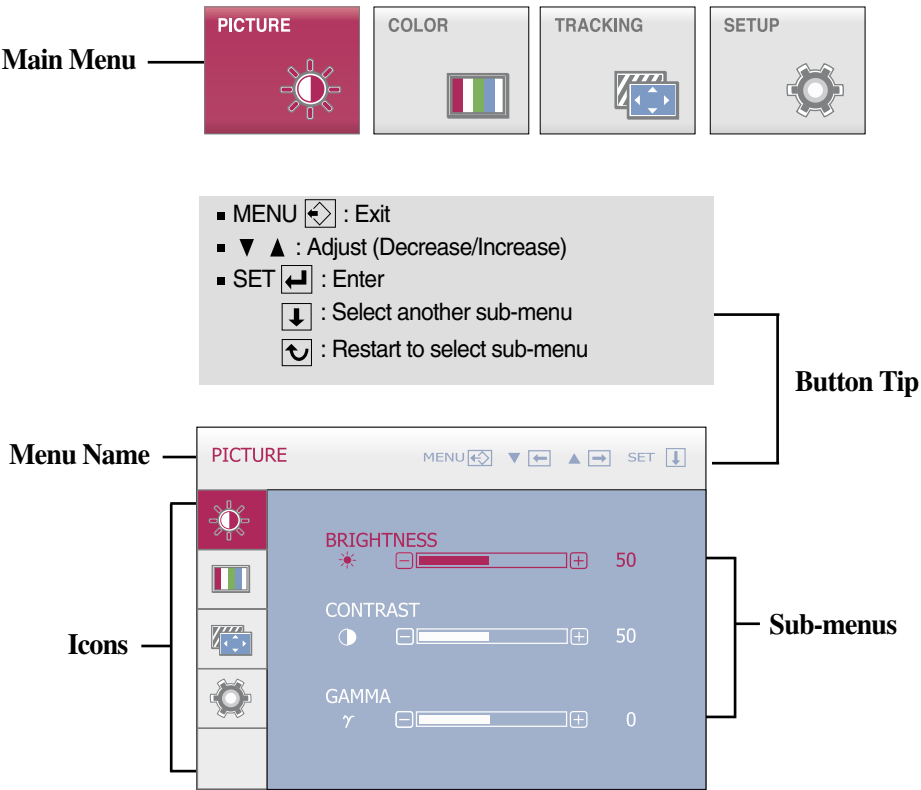 PICTURE COLOR TRACKING SETUP
Main Menu
■ MENU : Exit
■ ▼ ▲ : Adjust (Decrease/Increase)
■ SET : Enter
: Select another sub-menu
: Restart to select sub-menu
Button Tip
Menu Name
PICTURE MENU ▼ ▲ SET
BRIGHTNESS
50
CONTRAST
50
Sub-menus
Icons
GAMMA
γ 0